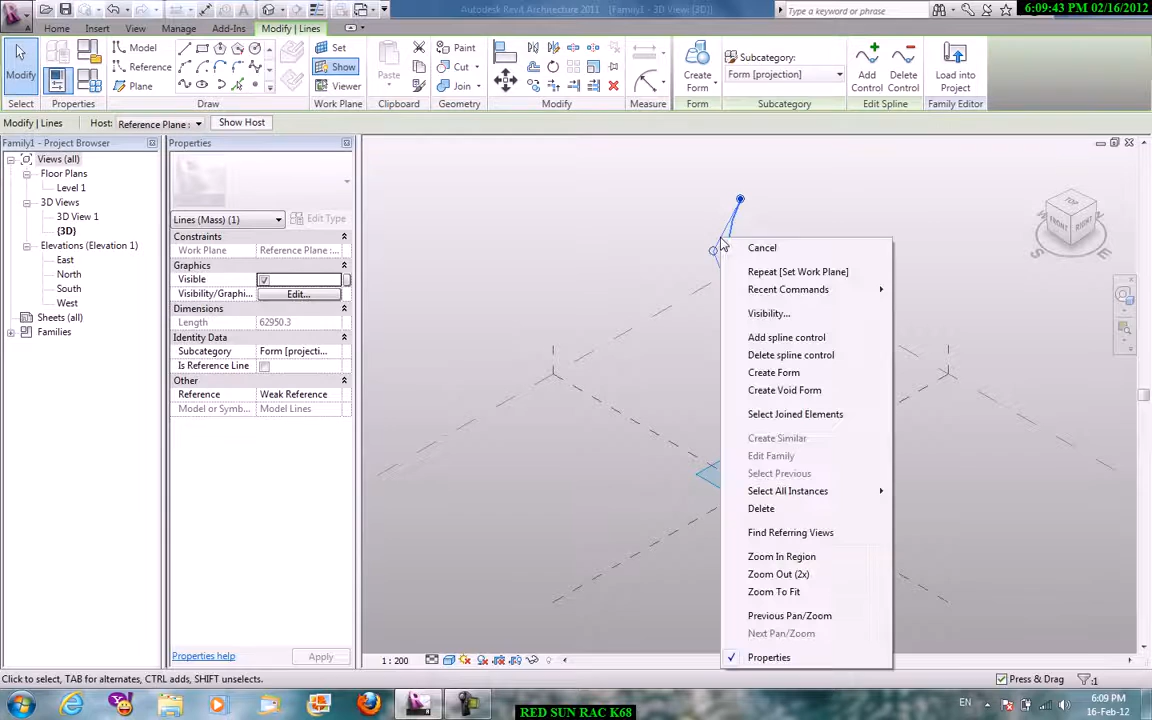 Autodesk Revit Architecture 2011 - [Family1 - 3D View: {3D}]
Type a keyword or phrase
6:09:43 PM 02/16/2012
Home Insert View Manage Add-Ins Modify | Lines
Modify
Model
Reference
Plane
Set
Show
Viewer
Paste
Cut
Join
Paint
Create Form
Subcategory:
Form [projection]
Add Control
Delete Control
Load into Project
Select Properties Draw Work Plane Clipboard Geometry Modify Measure Form Subcategory Edit Spline Family Editor
Modify | Lines Host: Reference Plane : Show Host
Family1 - Project Browser
Views (all)
Floor Plans
Level 1
3D Views
3D View 1
{3D}
Elevations (Elevation 1)
East
North
South
West
Sheets (all)
Families
Properties
Lines (Mass) (1) Edit Type
Constraints
Work Plane Reference Plane :...
Graphics
Visible
Visibility/Graphi... Edit...
Dimensions
Length 62950.3
Identity Data
Subcategory Form [projecti...
Is Reference Line
Other
Reference Weak Reference
Model or Symb... Model Lines
Properties help Apply
TOP
Cancel
Repeat [Set Work Plane]
Recent Commands
Visibility...
Add spline control
Delete spline control
Create Form
Create Void Form
Select Joined Elements
Create Similar
Edit Family
Select Previous
Select All Instances
Delete
Find Referring Views
Zoom In Region
Zoom Out (2x)
Zoom To Fit
Previous Pan/Zoom
Next Pan/Zoom
Properties
1 : 200
Click to select, TAB for alternates, CTRL adds, SHIFT unselects.
Press & Drag :1
EN 6:09 PM
16-Feb-12
RED SUN RAC K68